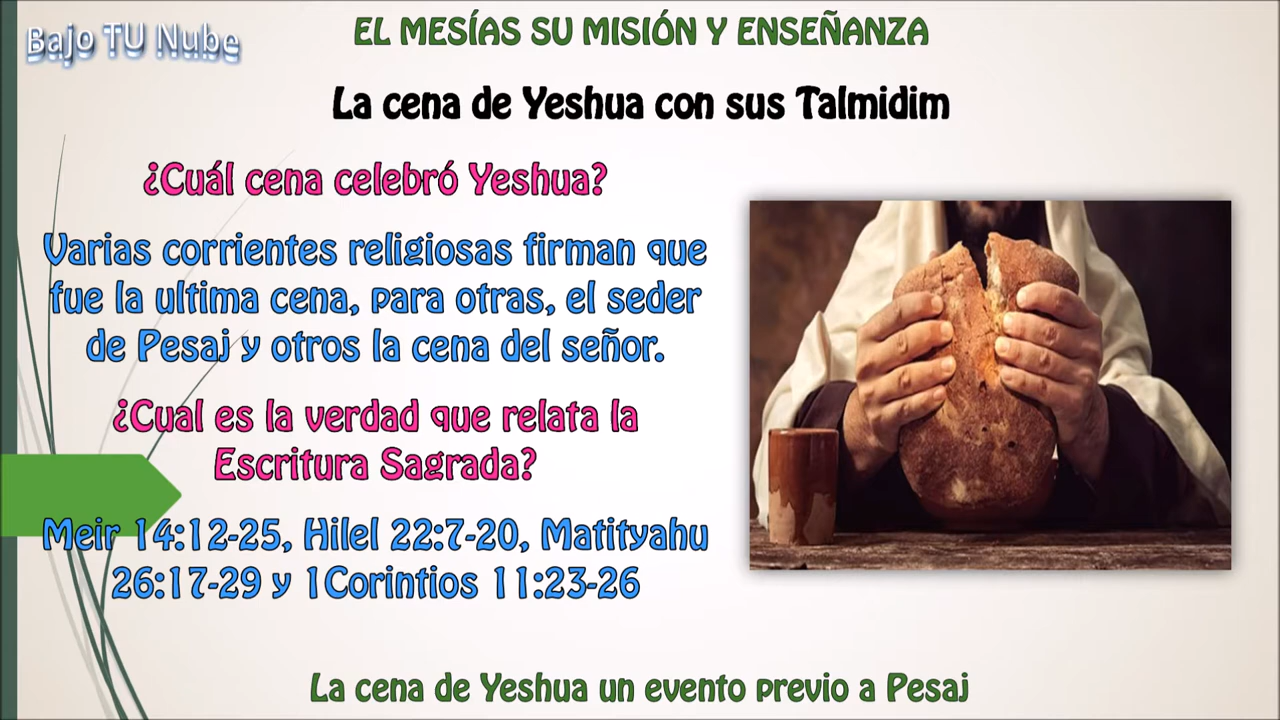 Bajo TU Nube
EL MESÍAS SU MISIÓN Y ENSEÑANZA
La cena de Yeshua con sus Talmidim
¿Cuál cena celebró Yeshua?
Varias corrientes religiosas firman que
fue la ultima cena, para otras, el seder
de Pesaj y otros la cena del señor.
¿Cual es la verdad que relata la
Escritura Sagrada?
Meir 14:12-25, Hilel 22:7-20, Matityahu
26:17-29 y 1Corintios 11:23-26
La cena de Yeshua un evento previo a Pesaj